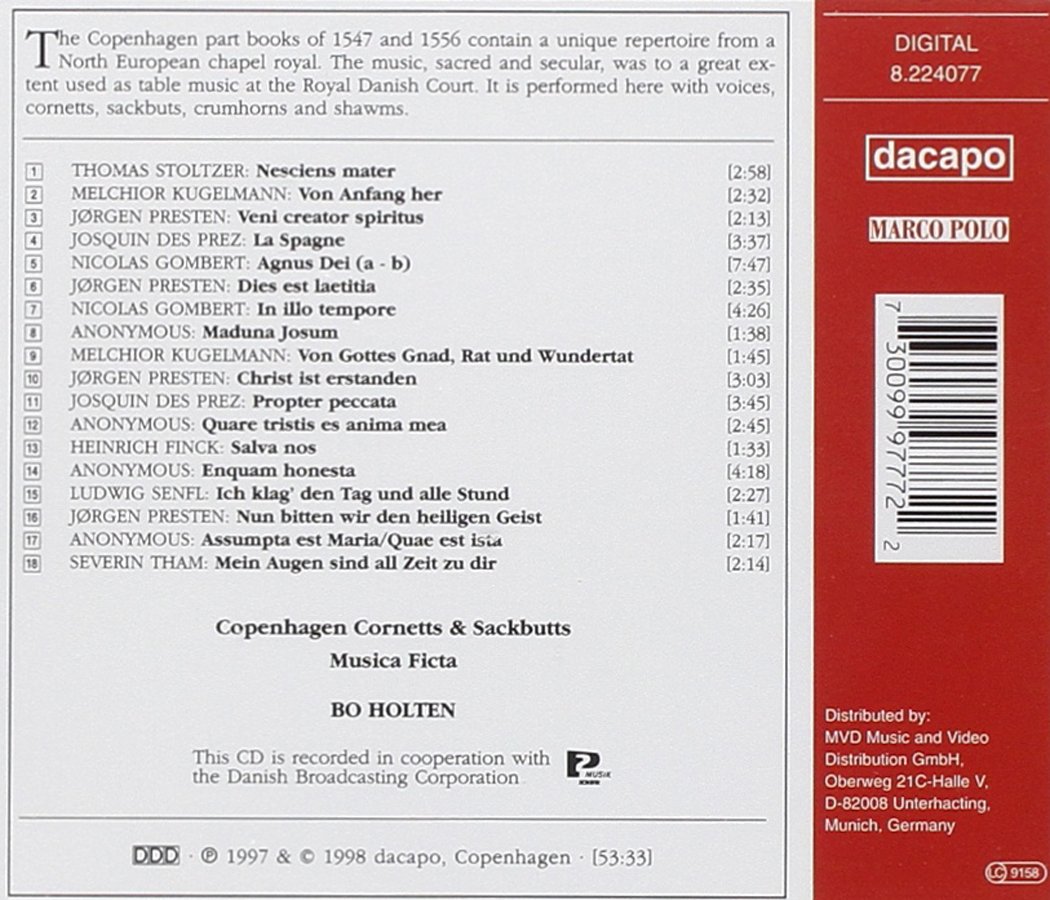 The Copenhagen part books of 1547 and 1556 contain a unique repertoire from a
North European chapel royal. The music, sacred and secular, was to a great ex-
tent used as table music at the Royal Danish Court. It is performed here with voices,
cornetts, sackbuts, crumhorns and shawms.
1 THOMAS STOLTZER: Nesciens mater [2:58]
2 MELCHIOR KUGELMANN: Von Anfang her [2:32]
3 JØRGEN PRESTEN: Veni creator spiritus [2:13]
4 JOSQUIN DES PREZ: La Spagne [3:37]
5 NICOLAS GOMBERT: Agnus Dei (a - b) [7:47]
6 JØRGEN PRESTEN: Dies est laetitia [2:35]
7 NICOLAS GOMBERT: In illo tempore [4:26]
8 ANONYMOUS: Maduna Josum [1:38]
9 MELCHIOR KUGELMANN: Von Gottes Gnad, Rat und Wundertat [1:45]
10 JØRGEN PRESTEN: Christ ist erstanden [3:03]
11 JOSQUIN DES PREZ: Propter peccata [3:45]
12 ANONYMOUS: Quare tristis es anima mea [2:45]
13 HEINRICH FINCK: Salva nos [1:33]
14 ANONYMOUS: Enquam honesta [4:18]
15 LUDWIG SENFL: Ich klag' den Tag und alle Stund [2:27]
16 JØRGEN PRESTEN: Nun bitten wir den heiligen Geist [1:41]
17 ANONYMOUS: Assumpta est Maria/Quae est ista [2:17]
18 SEVERIN THAM: Mein Augen sind all Zeit zu dir [2:14]
Copenhagen Cornetts & Sackbutts
Musica Ficta
BO HOLTEN
This CD is recorded in cooperation with
the Danish Broadcasting Corporation
P2
MUSIK
DDD · ℗ 1997 & © 1998 dacapo, Copenhagen · [53:33]
DIGITAL
8.224077
dacapo
MARCO POLO
7 30099 97772 2
Distributed by:
MVD Music and Video
Distribution GmbH,
Oberweg 21C-Halle V,
D-82008 Unterhacting,
Munich, Germany
LC 9158